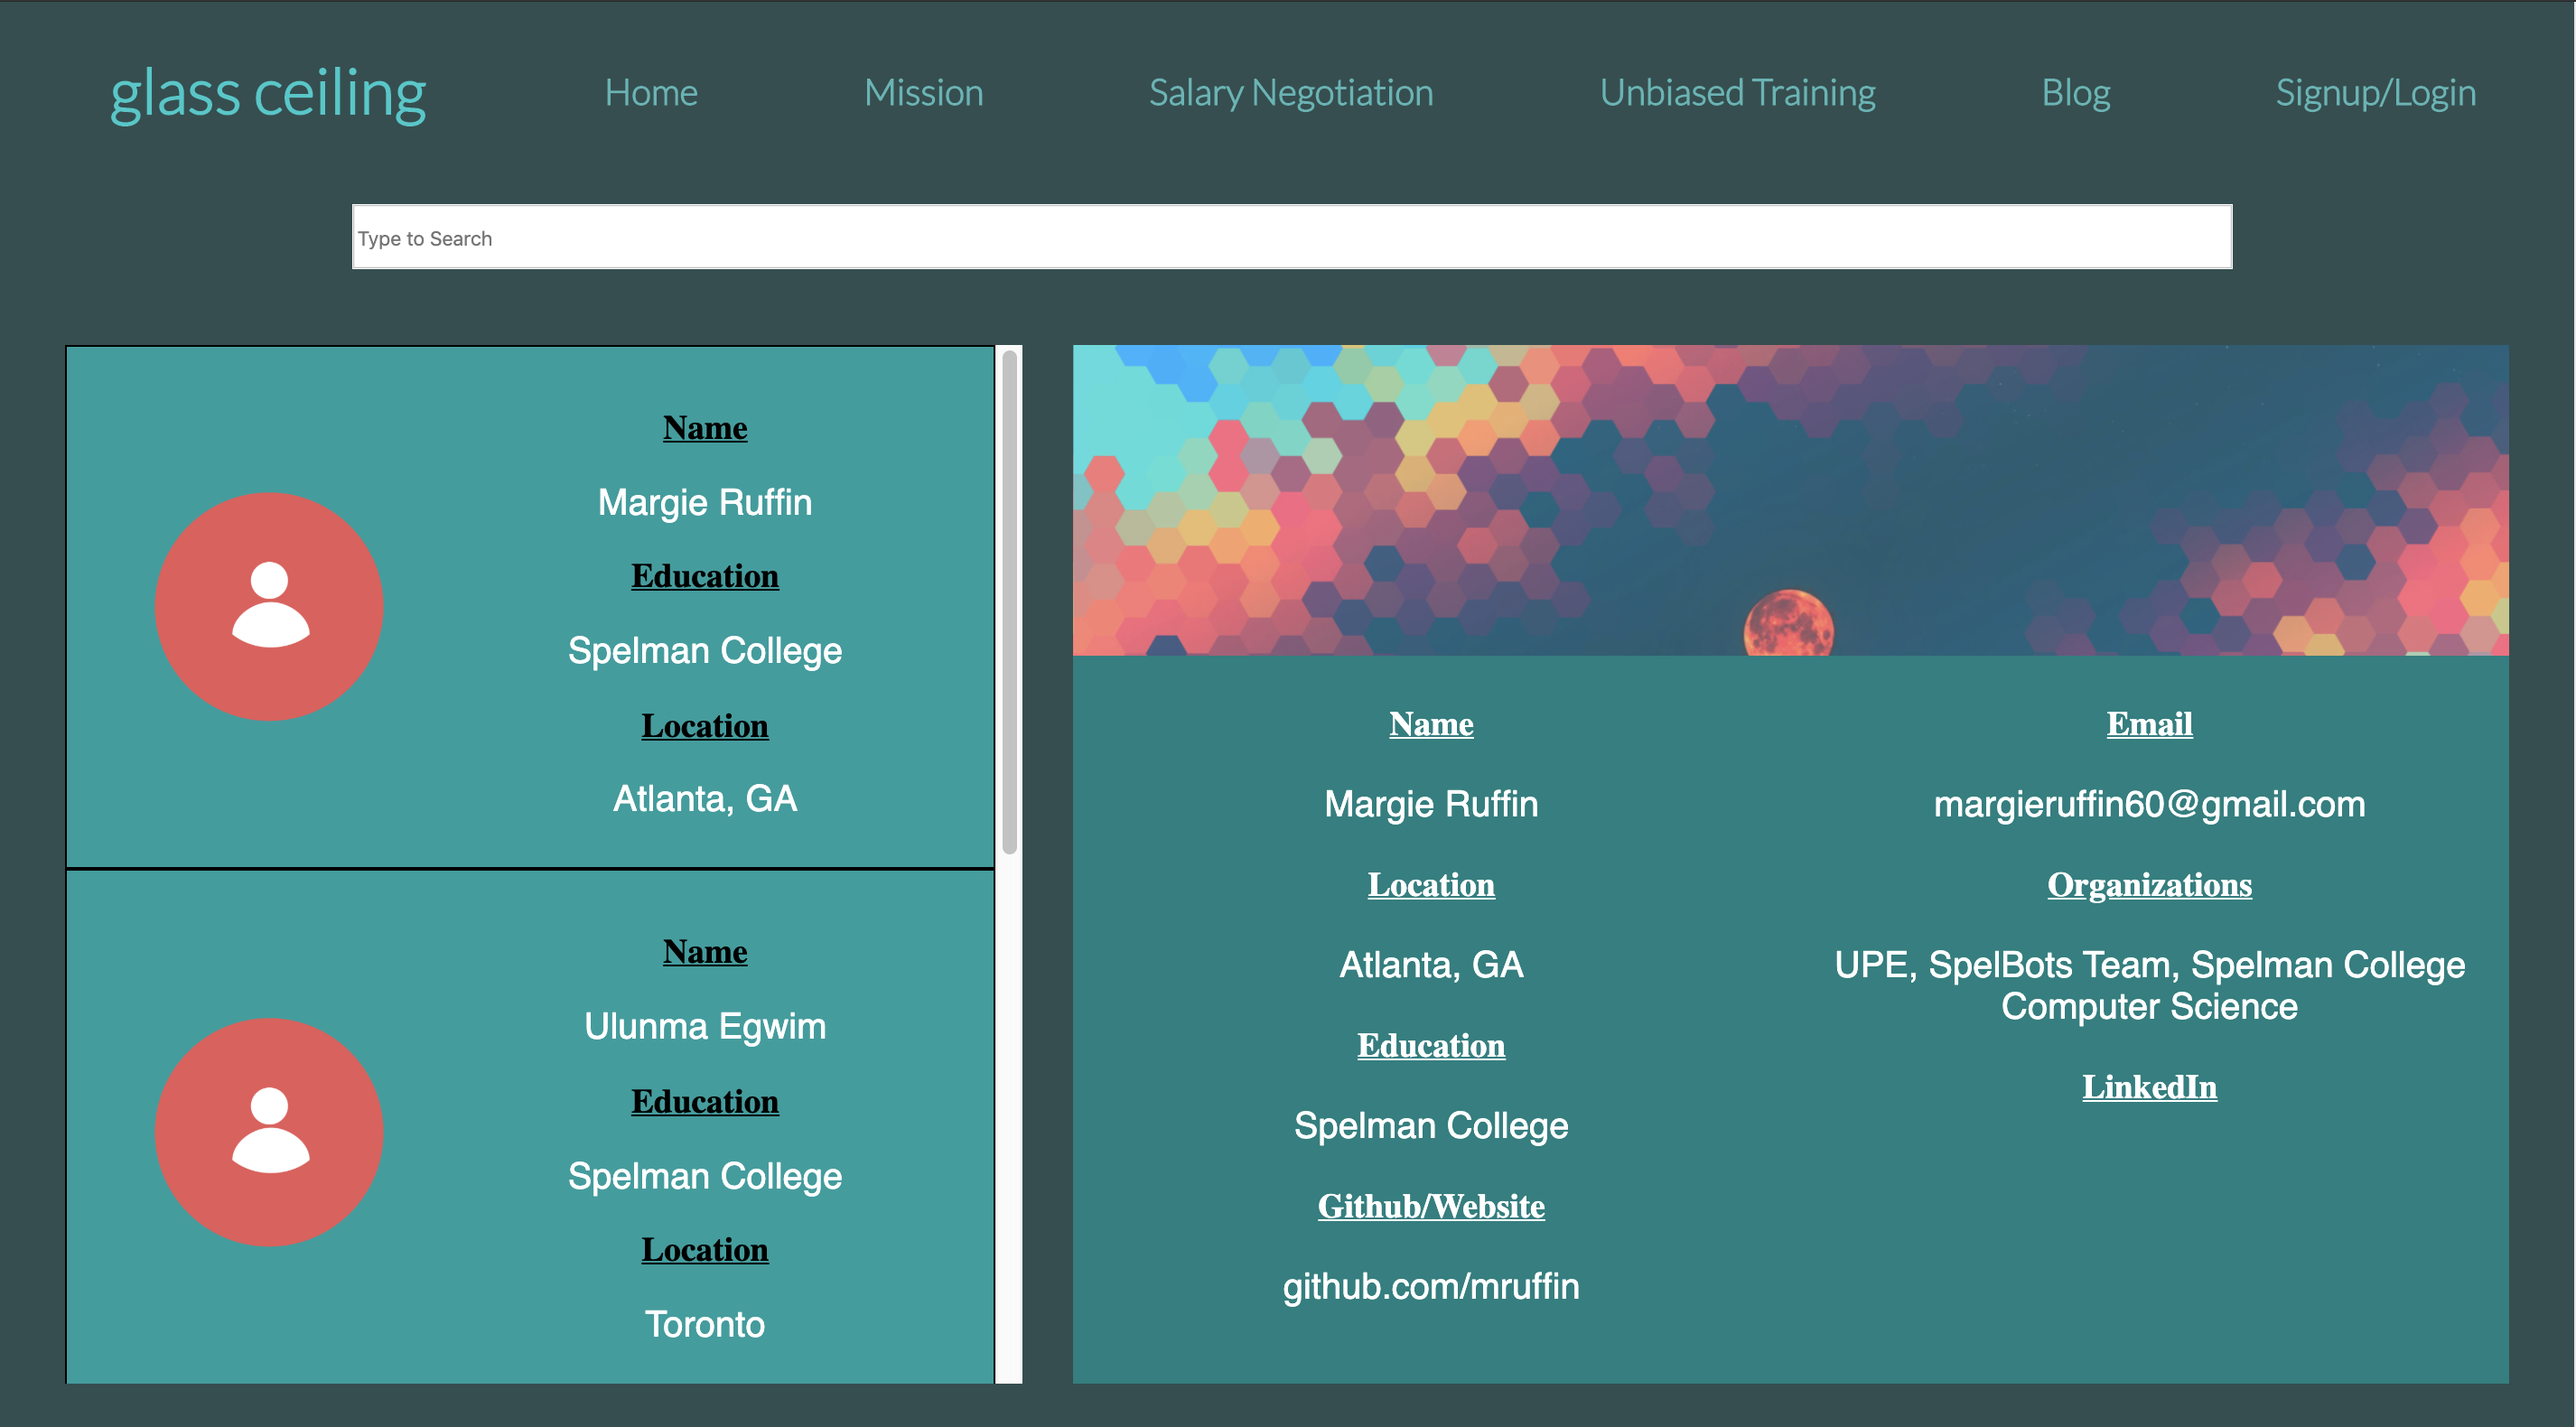 glass ceiling
Home
Mission
Salary Negotiation
Unbiased Training
Blog
Signup/Login
Type to Search
Name
Margie Ruffin
Education
Spelman College
Location
Atlanta, GA
Name
Ulunma Egwim
Education
Spelman College
Location
Toronto
Name
Margie Ruffin
Location
Atlanta, GA
Education
Spelman College
Github/Website
github.com/mruffin
Email
margieruffin60@gmail.com
Organizations
UPE, SpelBots Team, Spelman College
Computer Science
LinkedIn